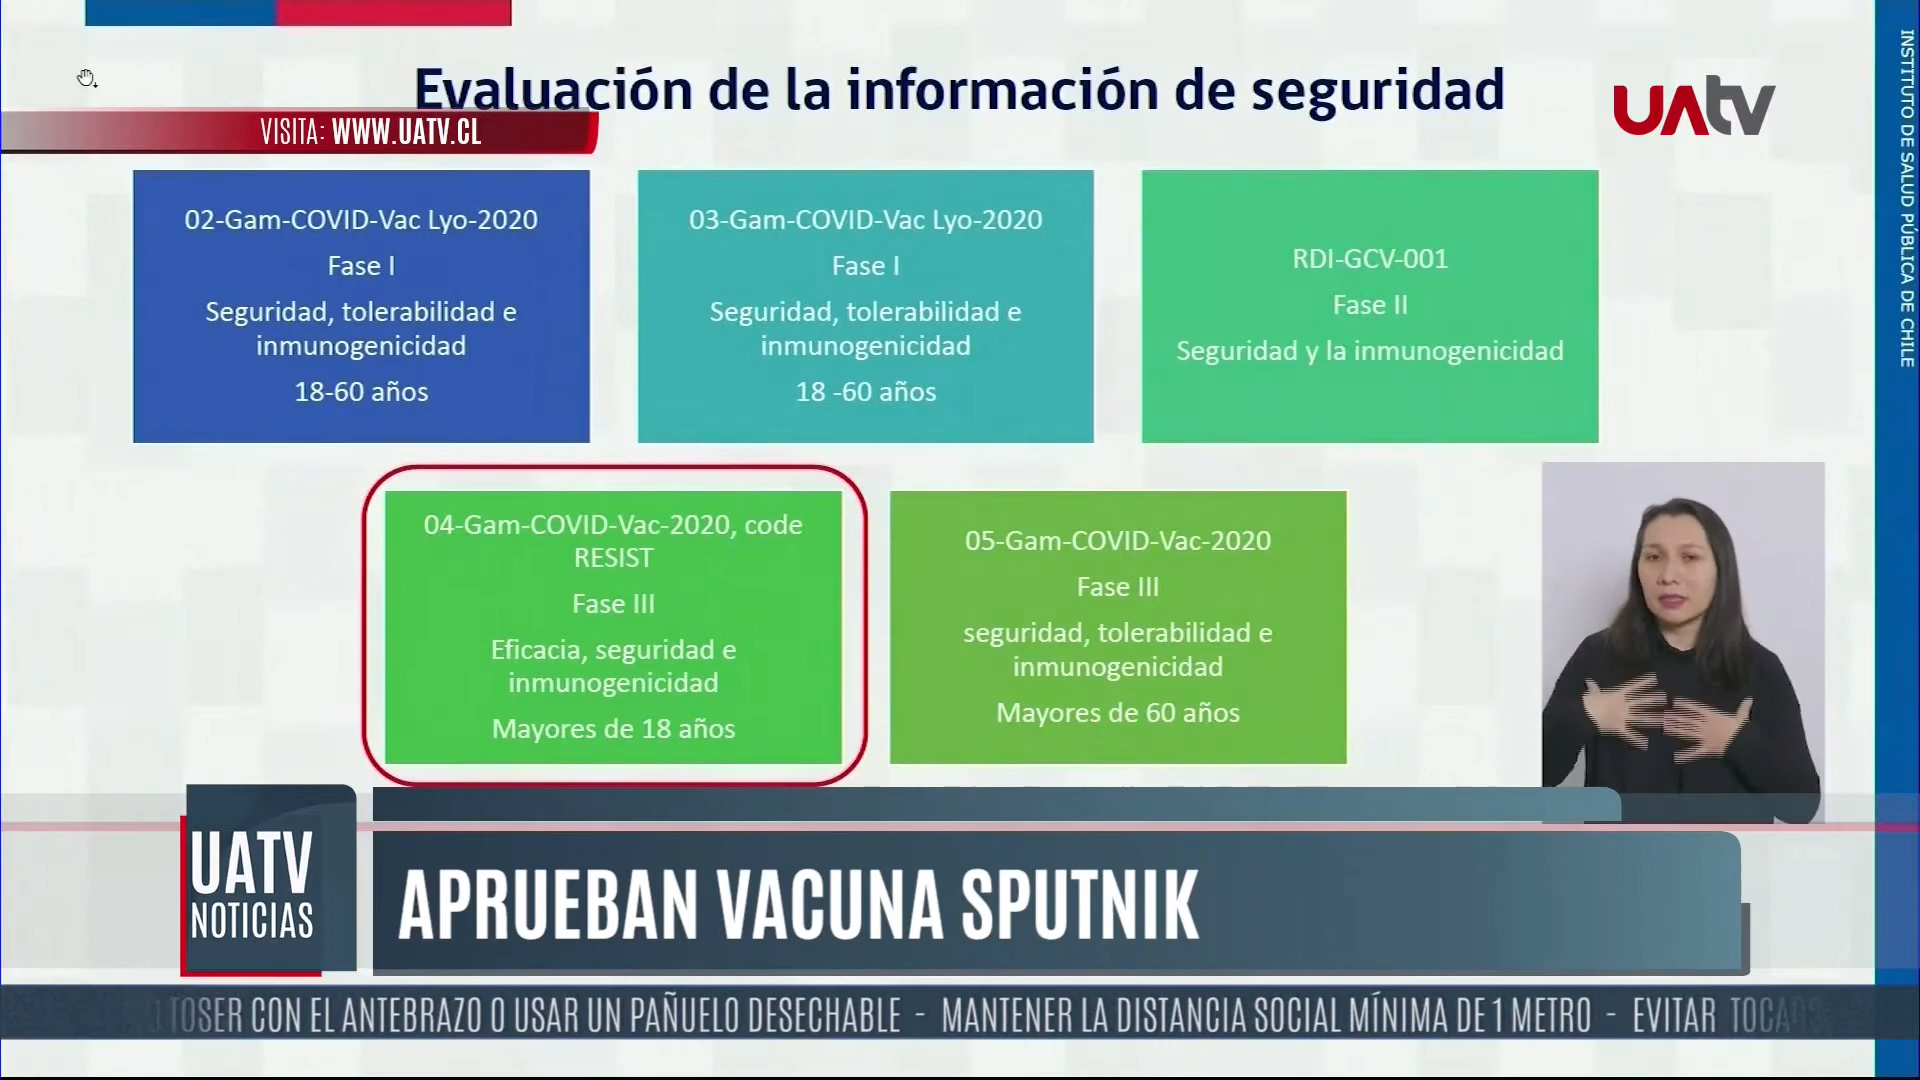 Evaluación de la información de seguridad
UATV
VISITA: WWW.UATV.CL
INSTITUTO DE SALUD PÚBLICA DE CHILE
02-Gam-COVID-Vac Lyo-2020
Fase I
Seguridad, tolerabilidad e
inmunogenicidad
18-60 años
03-Gam-COVID-Vac Lyo-2020
Fase I
Seguridad, tolerabilidad e
inmunogenicidad
18 -60 años
RDI-GCV-001
Fase II
Seguridad y la inmunogenicidad
04-Gam-COVID-Vac-2020, code
RESIST
Fase III
Eficacia, seguridad e
inmunogenicidad
Mayores de 18 años
05-Gam-COVID-Vac-2020
Fase III
seguridad, tolerabilidad e
inmunogenicidad
Mayores de 60 años
UATV
NOTICIAS
APRUEBAN VACUNA SPUTNIK
TOSER CON EL ANTEBRAZO O USAR UN PAÑUELO DESECHABLE - MANTENER LA DISTANCIA SOCIAL MÍNIMA DE 1 METRO - EVITAR